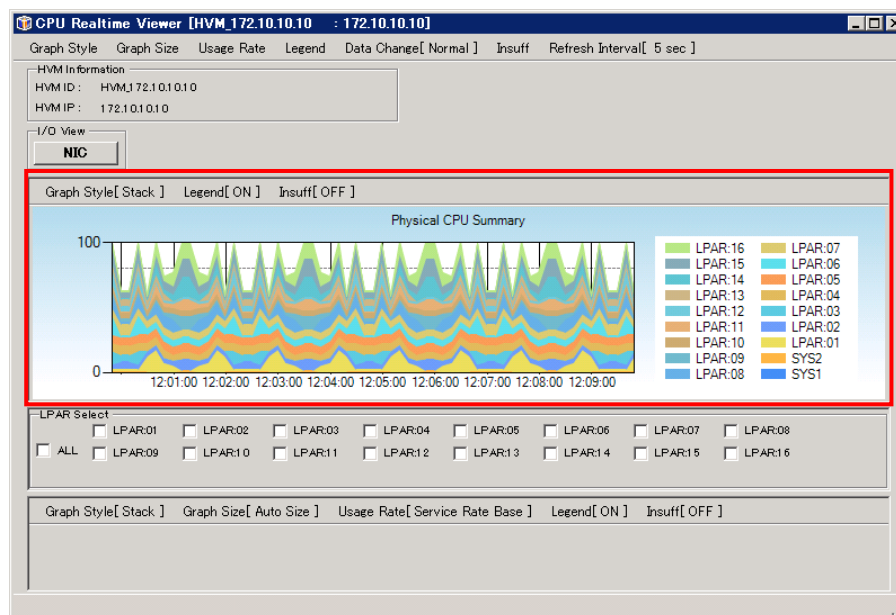 CPU Realtime Viewer [HVM_172.10.10.10 : 172.10.10.10]
Graph Style Graph Size Usage Rate Legend Data Change[ Normal ] Insuff Refresh Interval[ 5 sec ]
HVM Information
HVM ID : HVM_172.10.10.10
HVM IP : 172.10.10.10
I/O View
NIC
Graph Style[ Stack ] Legend[ ON ] Insuff[ OFF ]
Physical CPU Summary
100
0
12:01:00 12:02:00 12:03:00 12:04:00 12:05:00 12:06:00 12:07:00 12:08:00 12:09:00
LPAR:16 LPAR:07
LPAR:15 LPAR:06
LPAR:14 LPAR:05
LPAR:13 LPAR:04
LPAR:12 LPAR:03
LPAR:11 LPAR:02
LPAR:10 LPAR:01
LPAR:09 SYS2
LPAR:08 SYS1
LPAR Select
LPAR:01 LPAR:02 LPAR:03 LPAR:04 LPAR:05 LPAR:06 LPAR:07 LPAR:08
ALL LPAR:09 LPAR:10 LPAR:11 LPAR:12 LPAR:13 LPAR:14 LPAR:15 LPAR:16
Graph Style[ Stack ] Graph Size[ Auto Size ] Usage Rate[ Service Rate Base ] Legend[ ON ] Insuff[ OFF ]